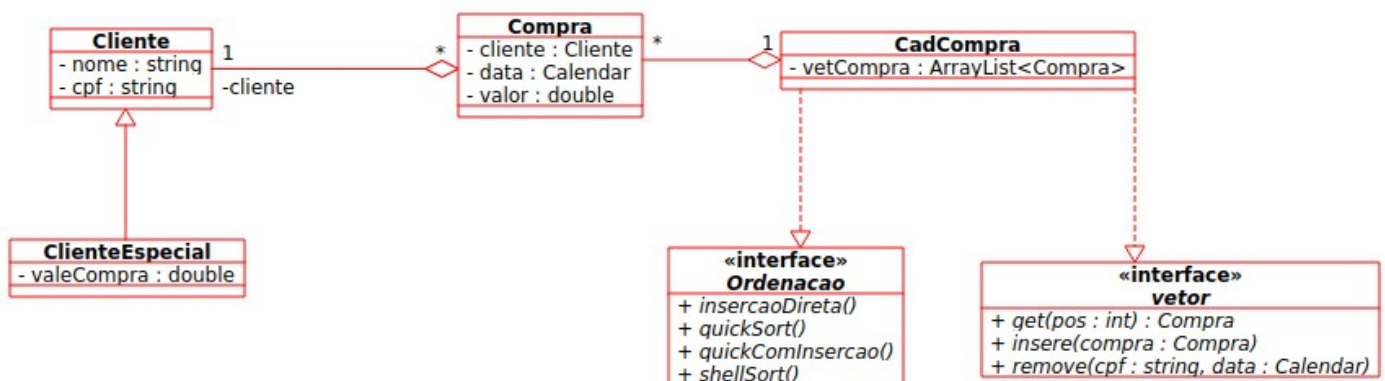 Cliente
- nome : string
- cpf : string
1
-cliente
*
Compra
- cliente : Cliente
- data : Calendar
- valor : double
*
1
CadCompra
- vetCompra : ArrayList<Compra>
ClienteEspecial
- valeCompra : double
«interface»
Ordenacao
+ insercaoDireta()
+ quickSort()
+ quickComInsercao()
+ shellSort()
«interface»
vetor
+ get(pos : int) : Compra
+ insere(compra : Compra)
+ remove(cpf : string, data : Calendar)